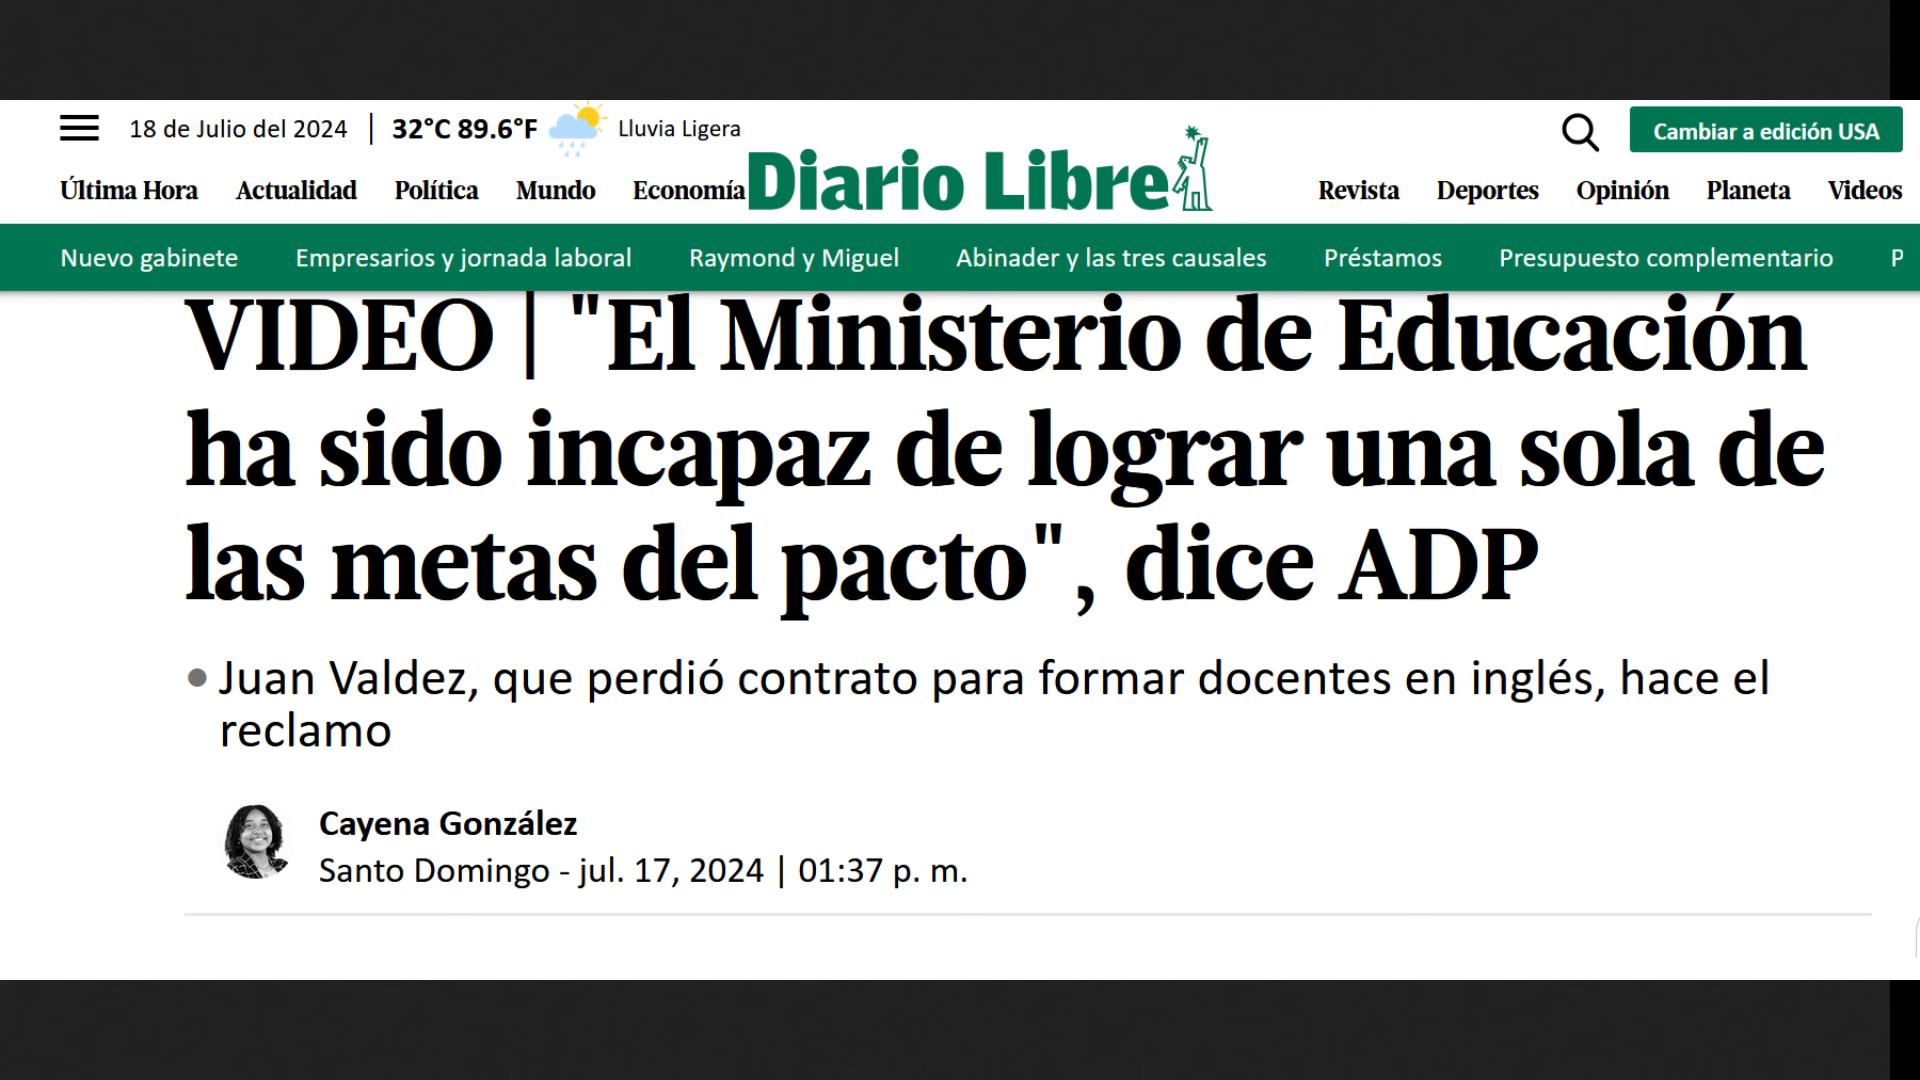 18 de Julio del 2024 | 32°C 89.6°F Lluvia Ligera
Cambiar a edición USA
Última Hora Actualidad Política Mundo Economía
Diario Libre
Revista Deportes Opinión Planeta Videos
Nuevo gabinete Empresarios y jornada laboral Raymond y Miguel Abinader y las tres causales Préstamos Presupuesto complementario P
VIDEO | "El Ministerio de Educación
ha sido incapaz de lograr una sola de
las metas del pacto", dice ADP
Juan Valdez, que perdió contrato para formar docentes en inglés, hace el
reclamo
Cayena González
Santo Domingo - jul. 17, 2024 | 01:37 p. m.